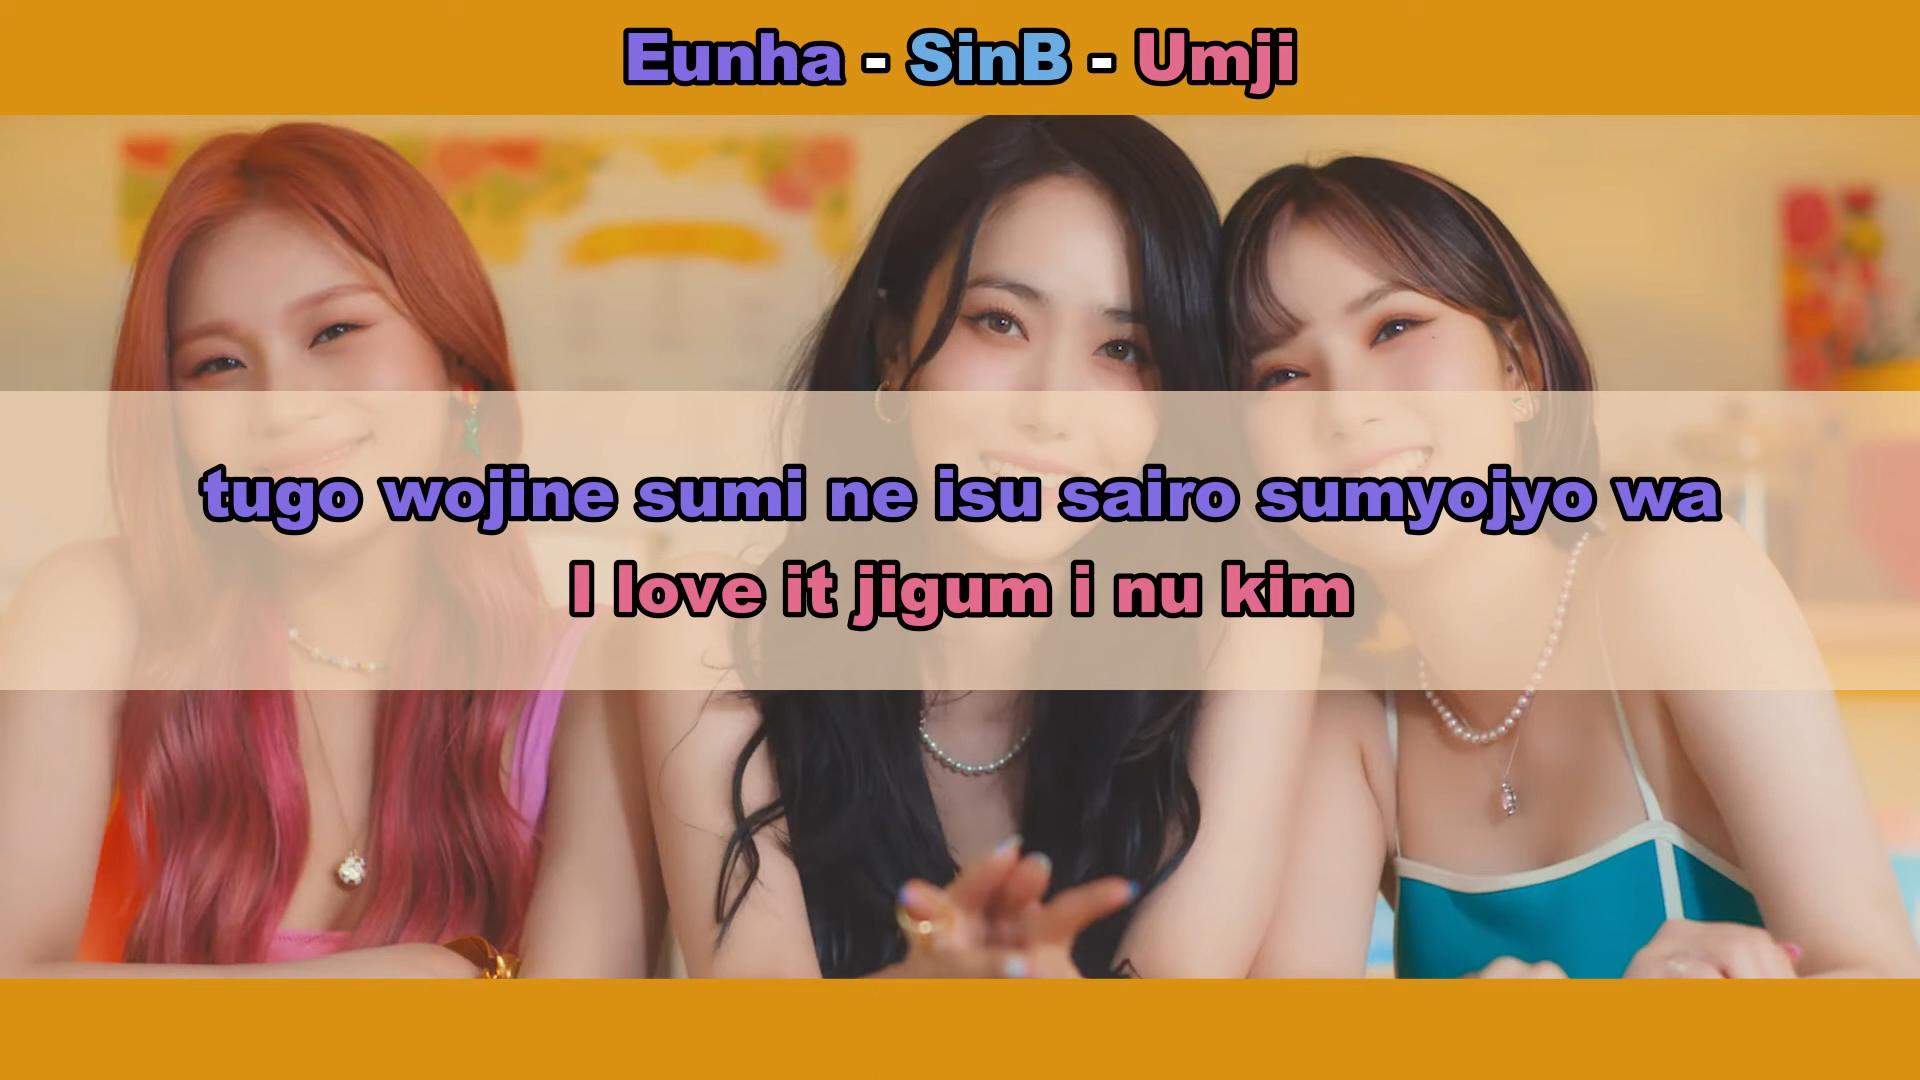 Eunha - SinB - Umji
tugo wojine sumi ne isu sairo sumyojyo wa
I love it jigum i nu kim